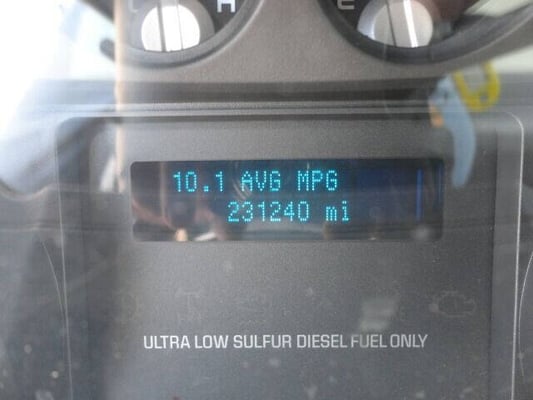 L H E
10.1 AVG MPG
231240 mi
ULTRA LOW SULFUR DIESEL FUEL ONLY